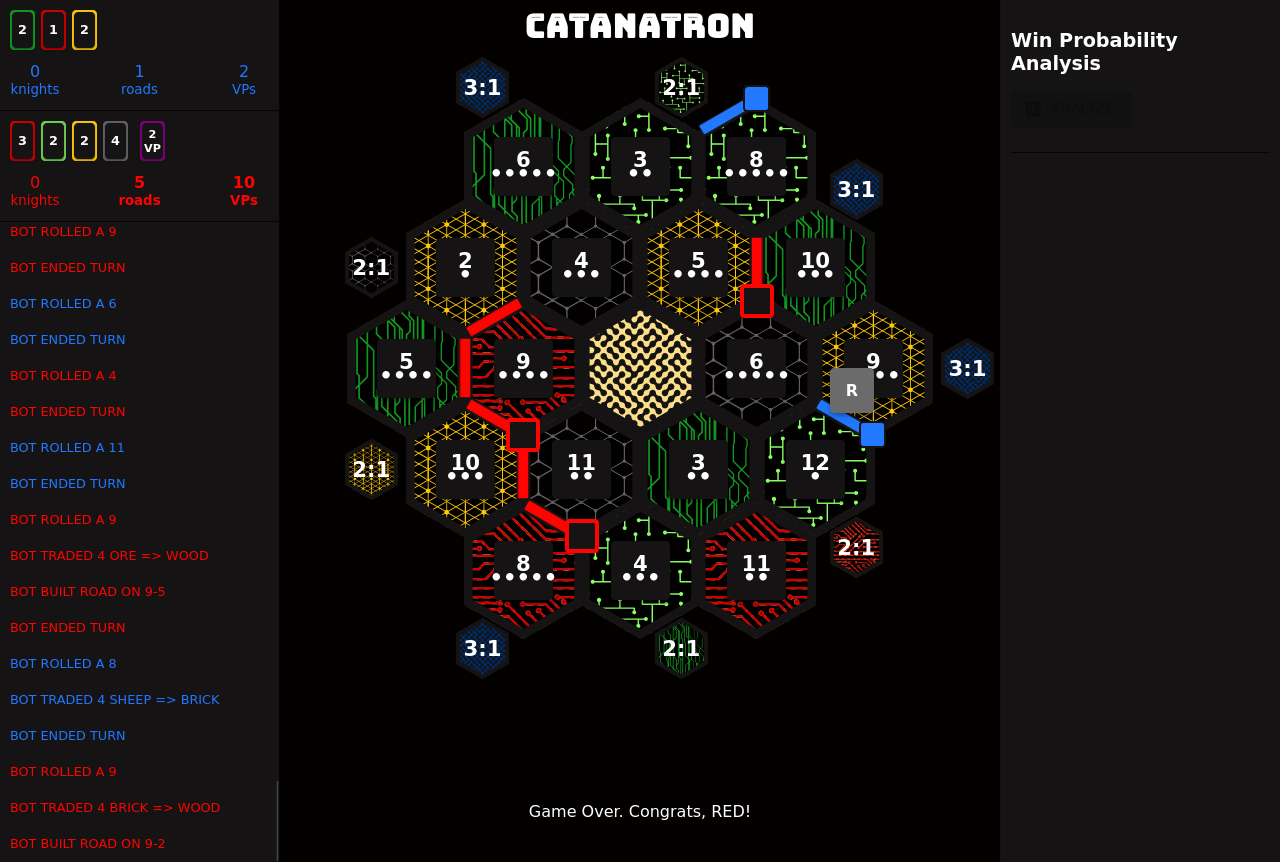 2 1 2
0 1 2
knights roads VPs
3 2 2 4 2 VP
0 5 10
knights roads VPs
BOT ROLLED A 9
BOT ENDED TURN
BOT ROLLED A 6
BOT ENDED TURN
BOT ROLLED A 4
BOT ENDED TURN
BOT ROLLED A 11
BOT ENDED TURN
BOT ROLLED A 9
BOT TRADED 4 ORE => WOOD
BOT BUILT ROAD ON 9-5
BOT ENDED TURN
BOT ROLLED A 8
BOT TRADED 4 SHEEP => BRICK
BOT ENDED TURN
BOT ROLLED A 9
BOT TRADED 4 BRICK => WOOD
BOT BUILT ROAD ON 9-2
CATANATRON
3:1 2:1
6 3 8
3:1
2:1 2 4 5 10
5 9 6 9 3:1
R
2:1 10 11 3 12
2:1
8 4 11
3:1 2:1
Game Over. Congrats, RED!
Win Probability
Analysis
ANALYZE